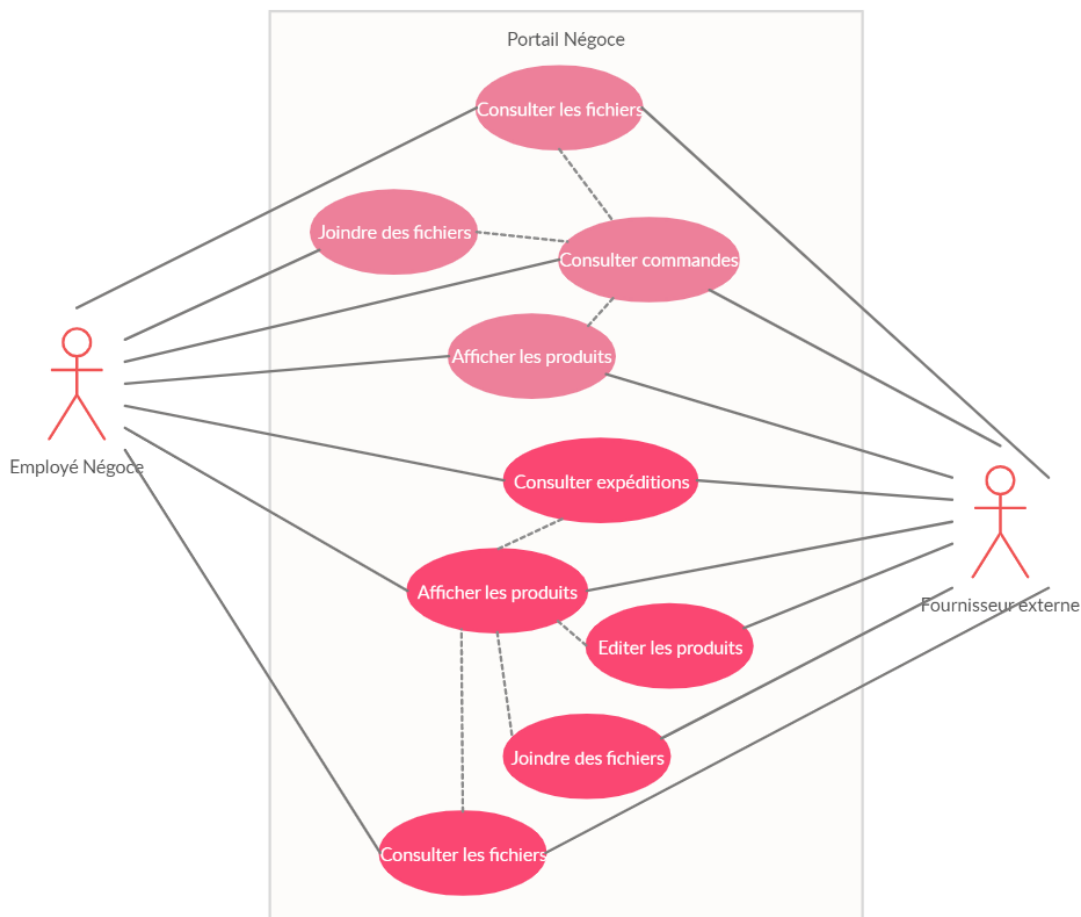 Portail Négoce
Consulter les fichiers
Joindre des fichiers
Consulter commandes
Afficher les produits
Employé Négoce
Consulter expéditions
Afficher les produits
Fournisseur externe
Editer les produits
Joindre des fichiers
Consulter les fichiers